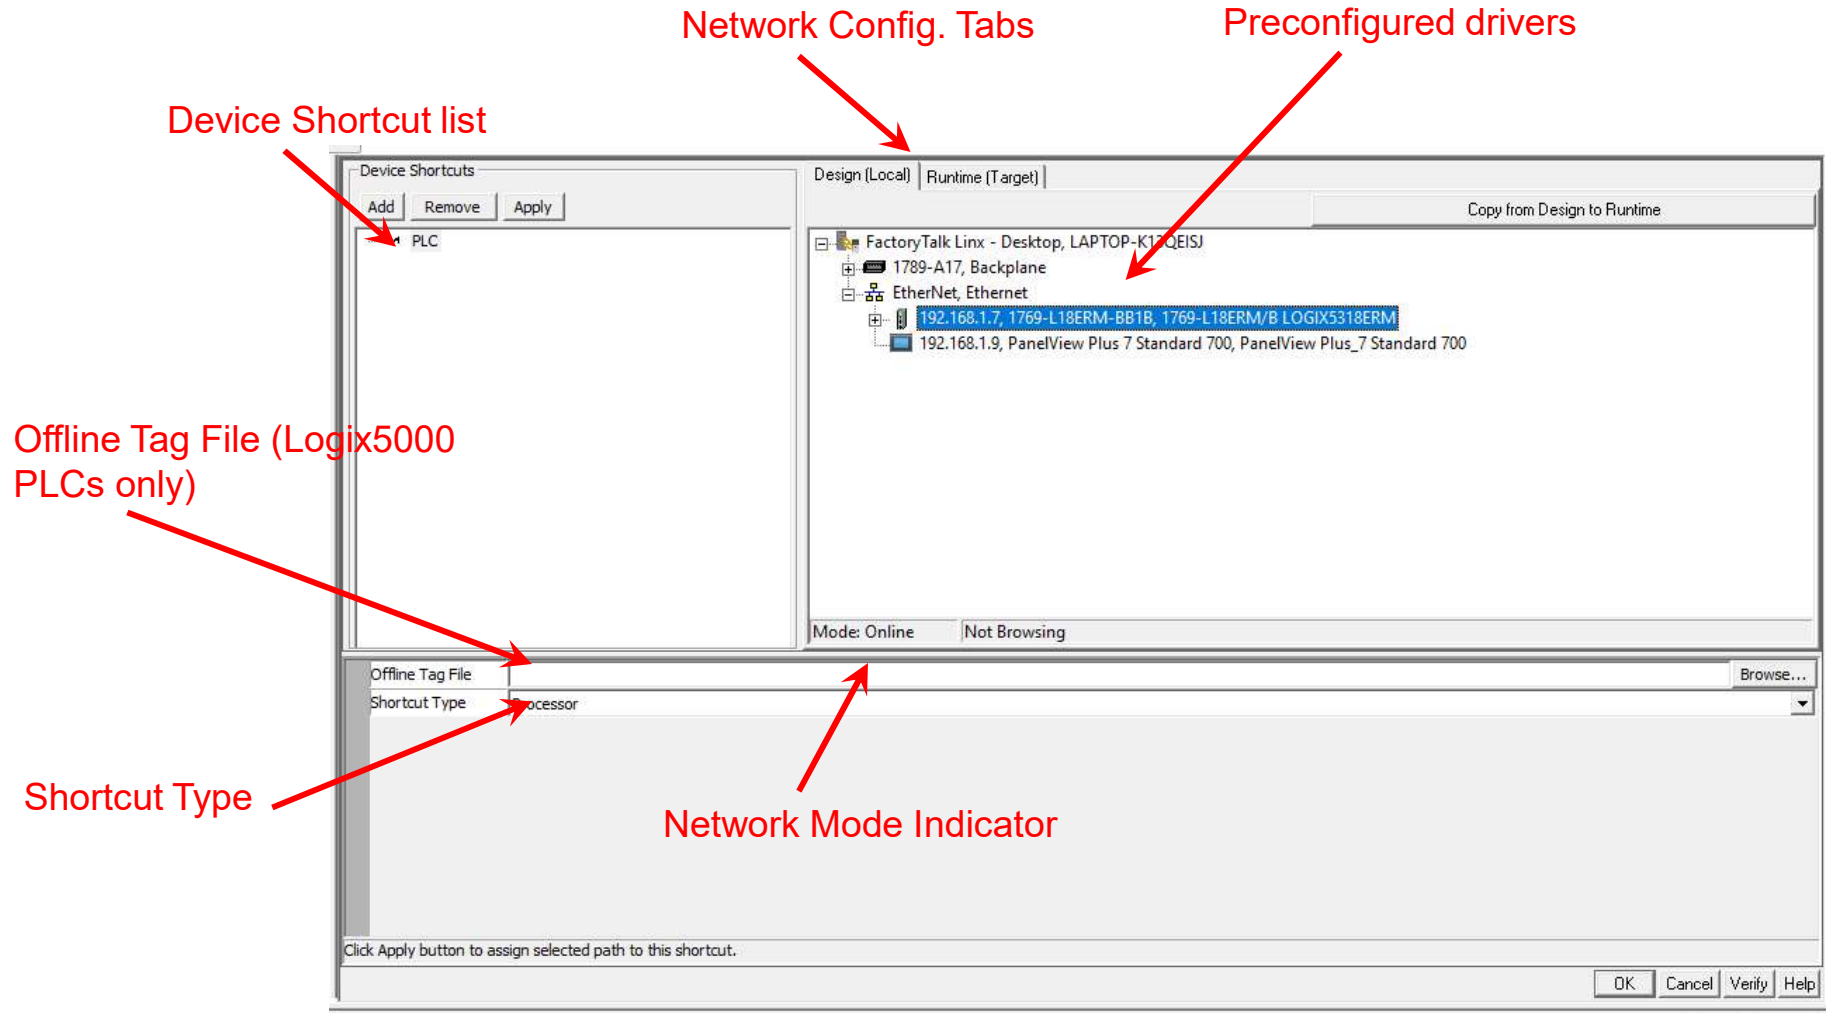 Network Config. Tabs
Preconfigured drivers
Device Shortcut list
Device Shortcuts
Add Remove Apply
PLC
Design (Local) Runtime (Target)
Copy from Design to Runtime
FactoryTalk Linx - Desktop, LAPTOP-K13QEISJ
1789-A17, Backplane
EtherNet, Ethernet
192.168.1.7, 1769-L18ERM-BB1B, 1769-L18ERM/B LOGIX5318ERM
192.168.1.9, PanelView Plus 7 Standard 700, PanelView Plus_7 Standard 700
Offline Tag File (Logix5000
PLCs only)
Mode: Online Not Browsing
Offline Tag File Browse...
Shortcut Type Processor
Shortcut Type
Network Mode Indicator
Click Apply button to assign selected path to this shortcut.
OK Cancel Verify Help